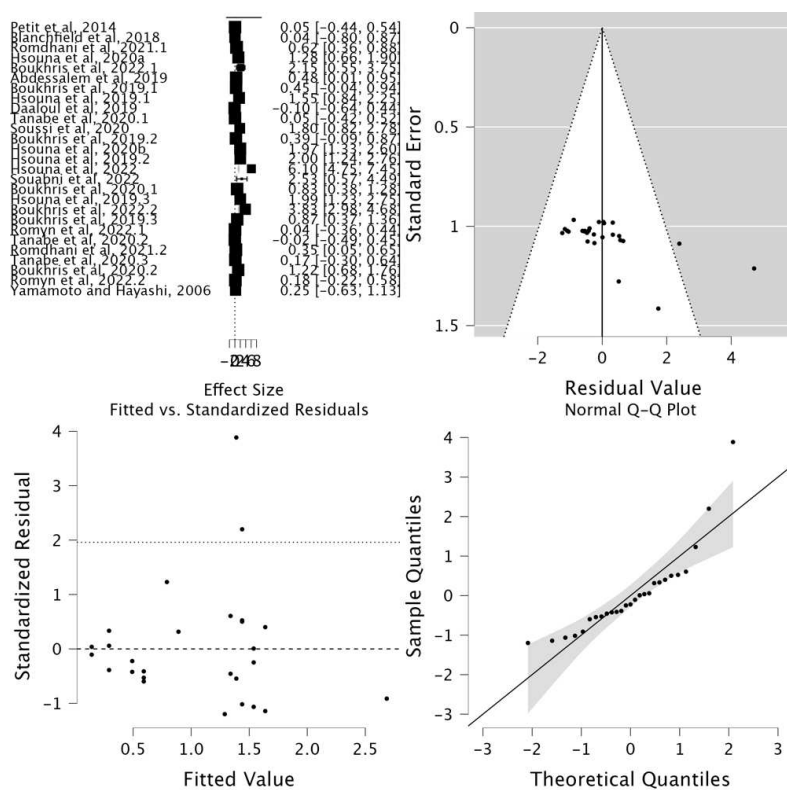 Petit et al, 2014 0.05 [-0.44, 0.54]
Blanchfield et al, 2018 0.04 [-0.80, 0.87]
Romdhani et al, 2021.1 0.62 [0.36, 0.88]
Hsouna et al, 2020a 1.28 [0.66, 1.90]
Boukhris et al, 2022.1 2.15 [0.55, 3.75]
Abdessalem et al, 2019 0.48 [0.01, 0.95]
Boukhris et al, 2019.1 0.45 [-0.04, 0.94]
Hsouna et al, 2019.1 1.55 [0.84, 2.25]
Daaloul et al, 2019 -0.10 [-0.64, 0.44]
Tanabe et al, 2020.1 0.05 [-0.42, 0.52]
Soussi et al, 2020 1.80 [0.82, 2.78]
Boukhris et al, 2019.2 0.39 [-0.09, 0.87]
Hsouna et al, 2020b 1.97 [1.33, 2.60]
Hsouna et al, 2019.2 2.00 [1.24, 2.76]
Hsouna et al, 2022 6.10 [4.75, 7.45]
Souabni et al, 2022 2.53 [0.57, 4.49]
Boukhris et al, 2020.1 0.83 [0.38, 1.28]
Hsouna et al, 2019.3 1.99 [1.23, 2.75]
Boukhris et al, 2022.2 3.83 [2.98, 4.68]
Boukhris et al, 2019.3 0.87 [0.37, 1.36]
Romyn et al, 2022.1 0.04 [-0.36, 0.44]
Tanabe et al, 2020.2 -0.02 [-0.49, 0.45]
Romdhani et al, 2021.2 0.35 [0.05, 0.65]
Tanabe et al, 2020.3 0.17 [-0.30, 0.64]
Boukhris et al, 2020.2 1.22 [0.68, 1.76]
Romyn et al, 2022.2 0.18 [-0.22, 0.58]
Yamamoto and Hayashi, 2006 0.25 [-0.63, 1.13]
Effect Size
0
0.5
1
1.5
Standard Error
-2 0 2 4
Residual Value
Fitted vs. Standardized Residuals
4
3
2
1
0
-1
Standardized Residual
0.5 1.0 1.5 2.0 2.5
Fitted Value
Normal Q-Q Plot
4
3
2
1
0
-1
-2
-3
Sample Quantiles
-3 -2 -1 0 1 2 3
Theoretical Quantiles